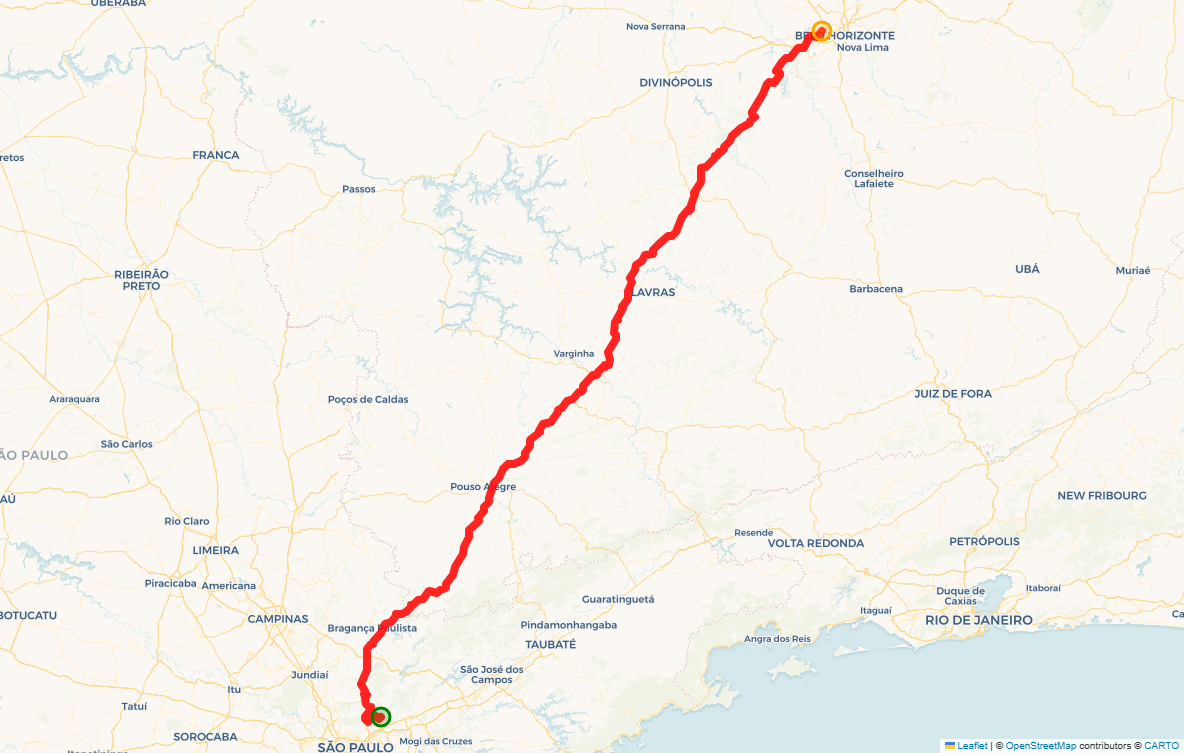 UBERABA
Nova Serrana
BELO HORIZONTE
Nova Lima
DIVINÓPOLIS
FRANCA
retos
Passos
Conselheiro
Lafaiete
RIBEIRÃO
PRETO
UBÁ
Muriaé
Barbacena
LAVRAS
Varginha
Araraquara
Poços de Caldas
JUIZ DE FORA
São Carlos
ÃO PAULO
Pouso Alegre
AÚ
NEW FRIBOURG
Rio Claro
Resende
VOLTA REDONDA
PETRÓPOLIS
LIMEIRA
Piracicaba
Americana
Duque de
Caxias
Itaboraí
Guaratinguetá
Itaguaí
BOTUCATU
CAMPINAS
Ca
RIO DE JANEIRO
Bragança Paulista
Pindamonhangaba
TAUBATÉ
Angra dos Reis
São José dos
Campos
Jundiaí
Itu
Tatuí
SOROCABA
Mogi das Cruzes
SÃO PAULO
Itapetininga
Leaflet | © OpenStreetMap contributors © CARTO